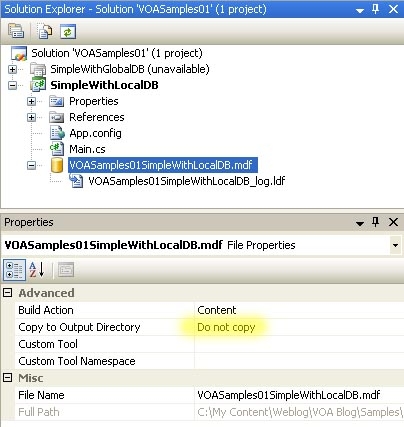 Solution Explorer - Solution 'VOASamples01' (1 project)
Solution 'VOASamples01' (1 project)
SimpleWithGlobalDB (unavailable)
SimpleWithLocalDB
Properties
References
App.config
Main.cs
VOASamples01SimpleWithLocalDB.mdf
VOASamples01SimpleWithLocalDB_log.ldf
Properties
VOASamples01SimpleWithLocalDB.mdf File Properties
Advanced
Build Action Content
Copy to Output Directory Do not copy
Custom Tool
Custom Tool Namespace
Misc
File Name VOASamples01SimpleWithLocalDB.mdf
Full Path C:\My Content\Weblog\VOA Blog\Samples\